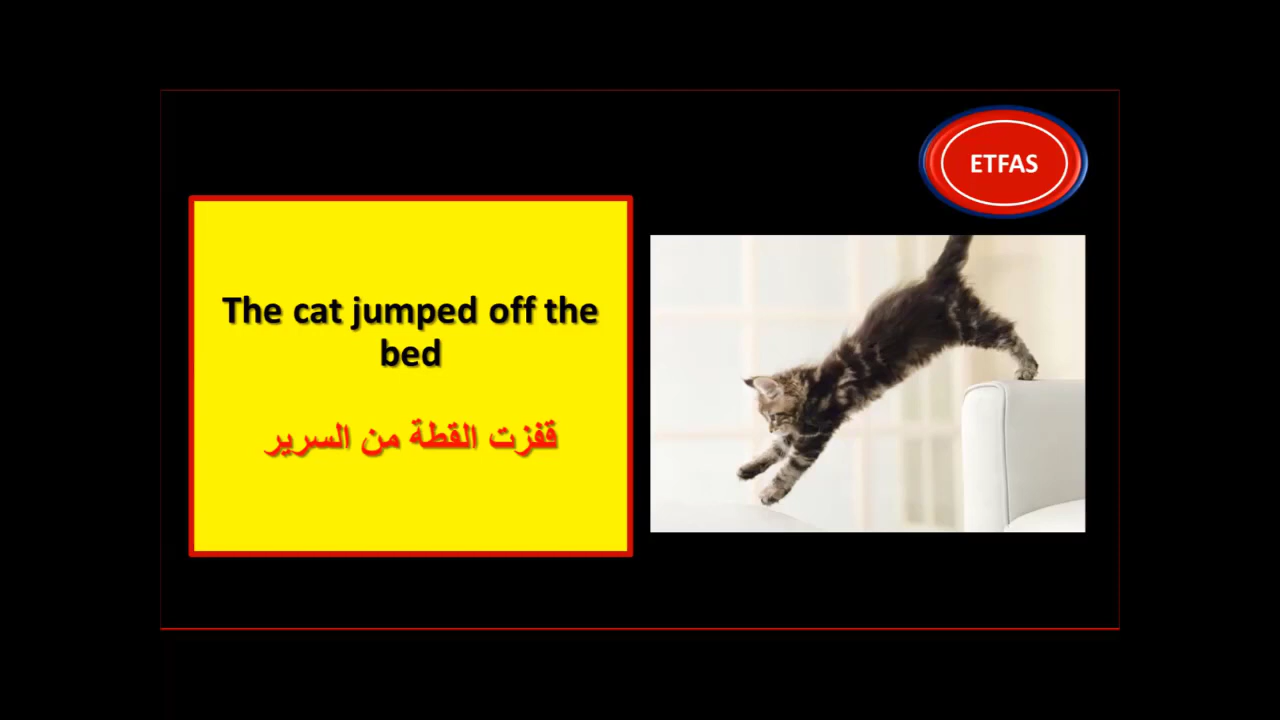 ETFAS
The cat jumped off the
bed
قفزت القطة من السرير